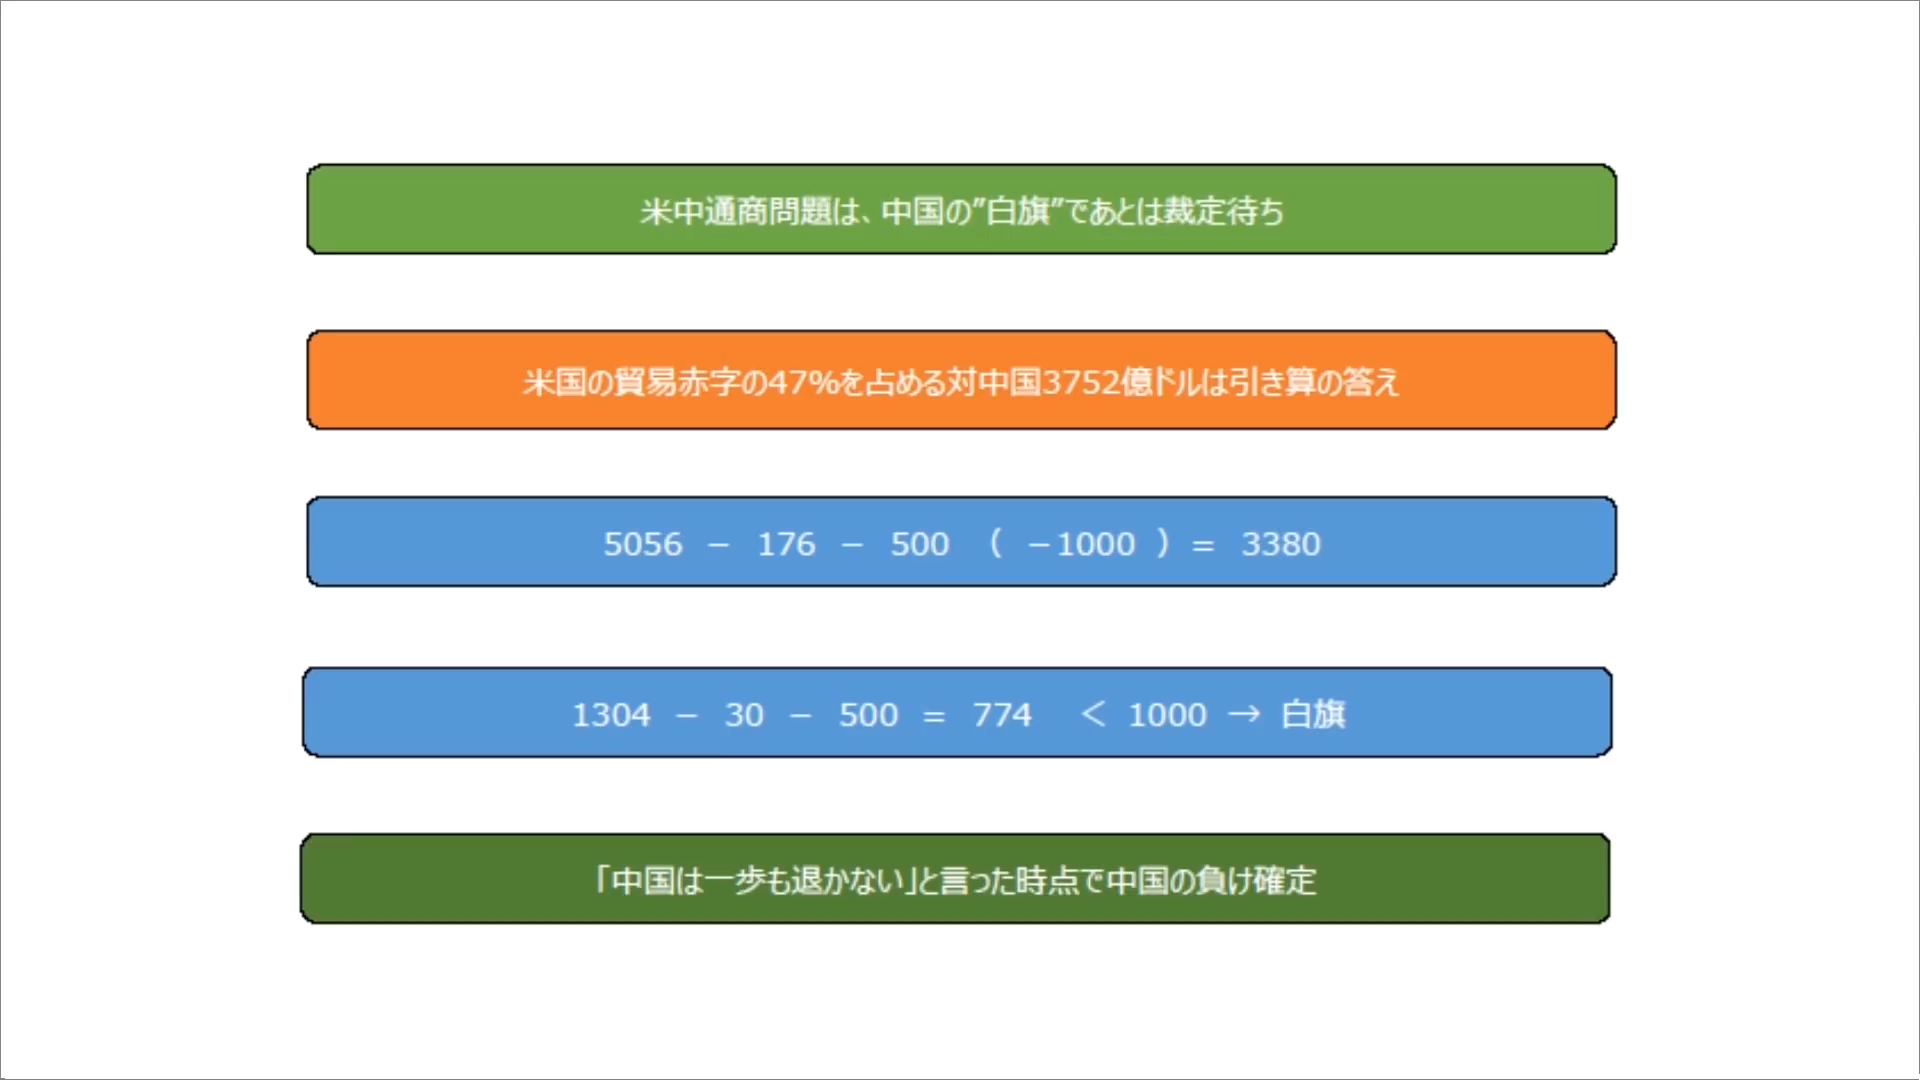 米中通商問題は、中国の”白旗”であとは裁定待ち
米国の貿易赤字の47%を占める対中国3752億ドルは引き算の答え
5056 － 176 － 500 （ －1000 ）＝ 3380
1304 － 30 － 500 ＝ 774 ＜ 1000 → 白旗
「中国は一歩も退かない」と言った時点で中国の負け確定